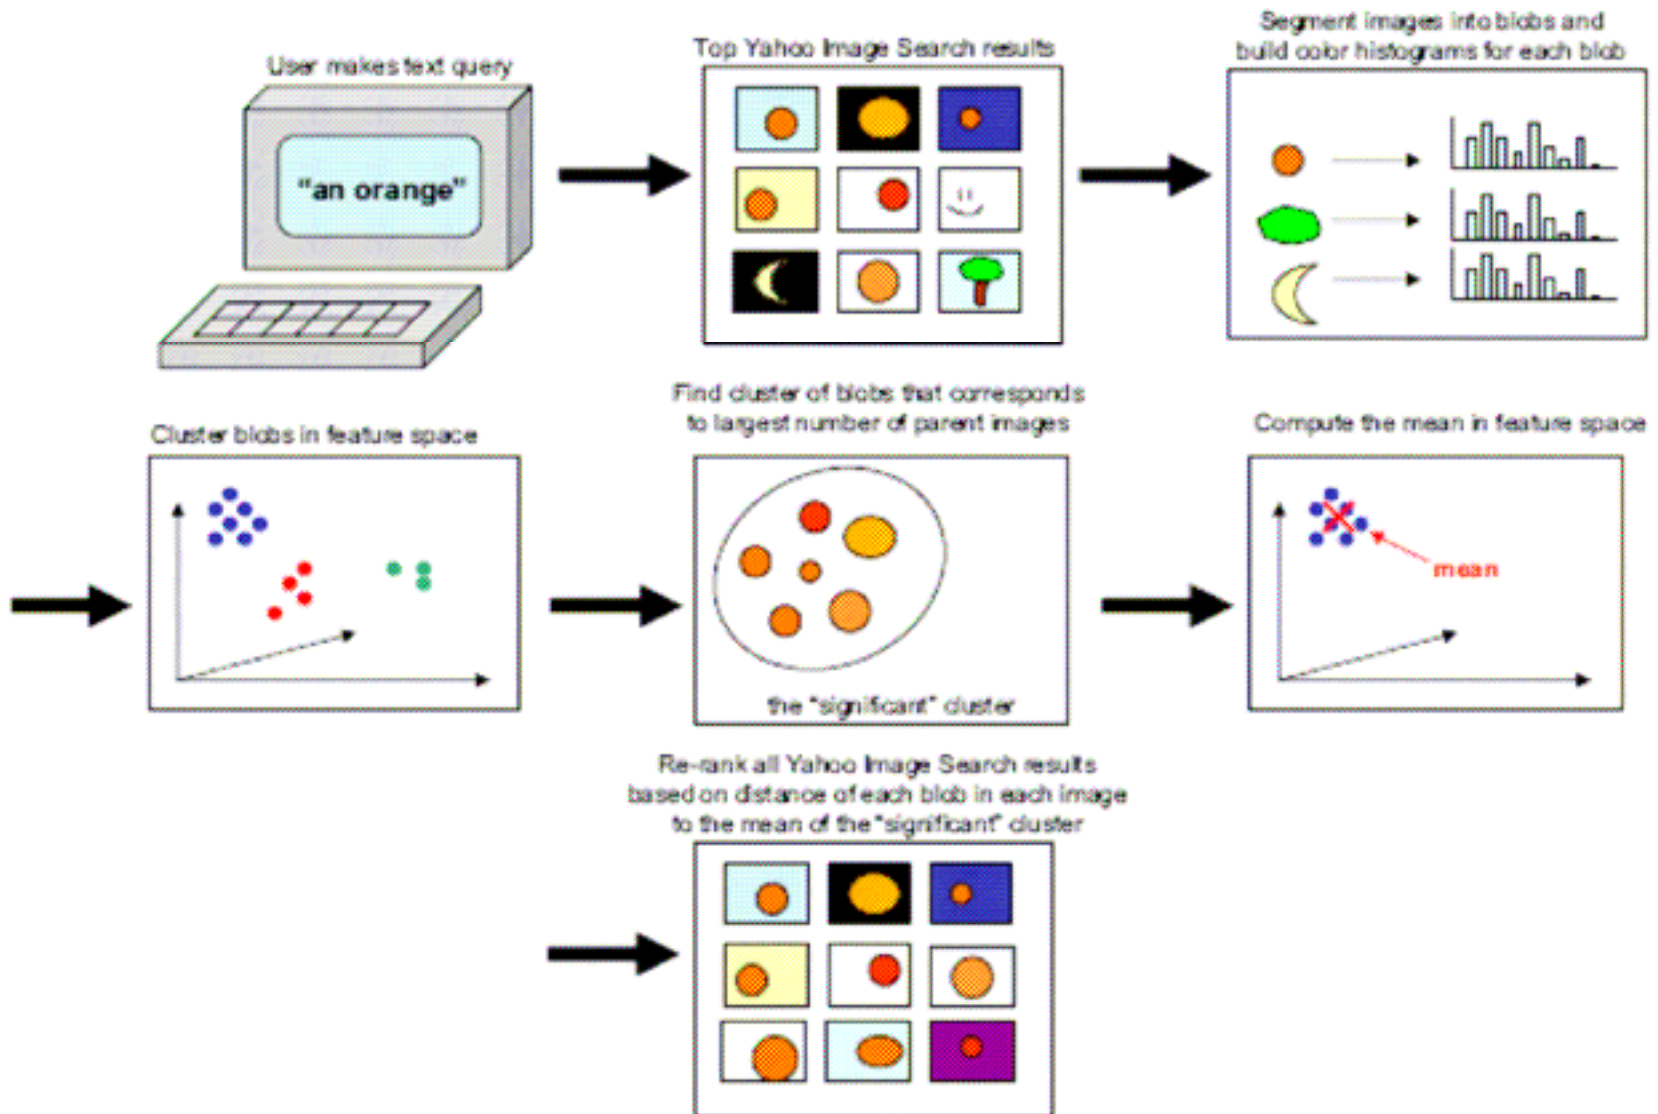 User makes text query
"an orange"
Top Yahoo Image Search results
Segment images into blobs and
build color histograms for each blob
Cluster blobs in feature space
Find cluster of blobs that corresponds
to largest number of parent images
the "significant" cluster
Compute the mean in feature space
mean
Re-rank all Yahoo Image Search results
based on distance of each blob in each image
to the mean of the "significant" cluster